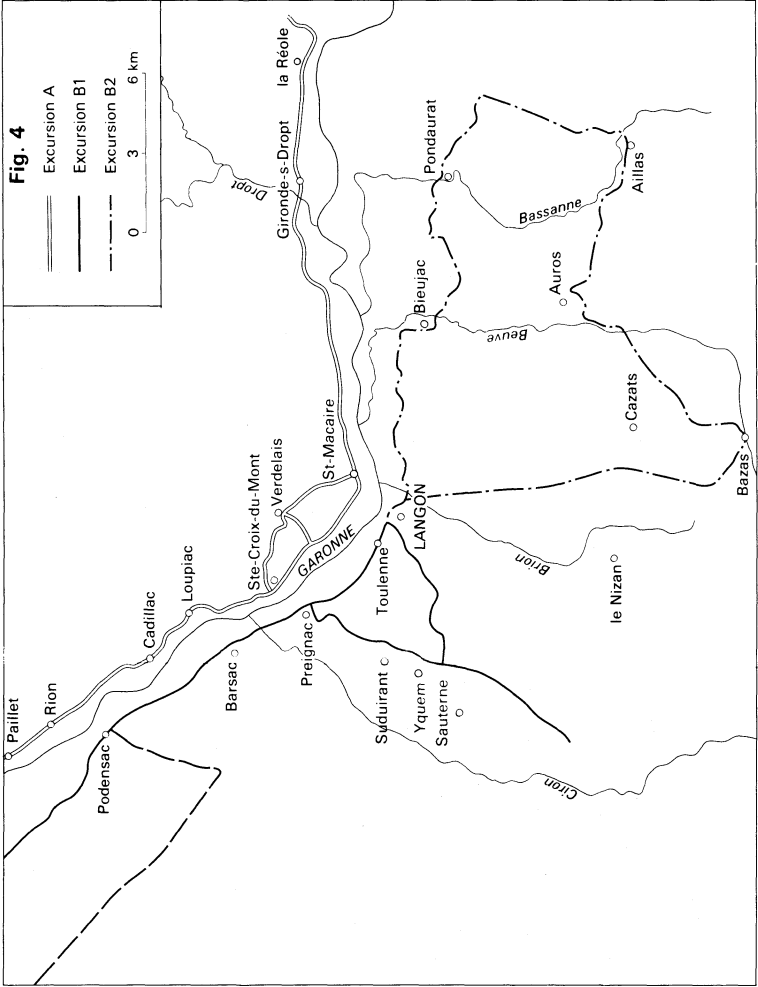 Fig. 4
Excursion A
Excursion B1
Excursion B2
0 3 6 km
Paillet
Rion
Cadillac
Loupiac
Ste-Croix-du-Mont
Verdelais
St-Macaire
Gironde-s-Dropt
la Réole
Dropt
GARONNE
Podensac
Barsac
Preignac
Toulenne
LANGON
Bieujac
Pondaurat
Suduirant
Yquem
Sauterne
Ciron
Brion
Beuve
Bassanne
Auros
Aillas
le Nizan
Cazats
Bazas